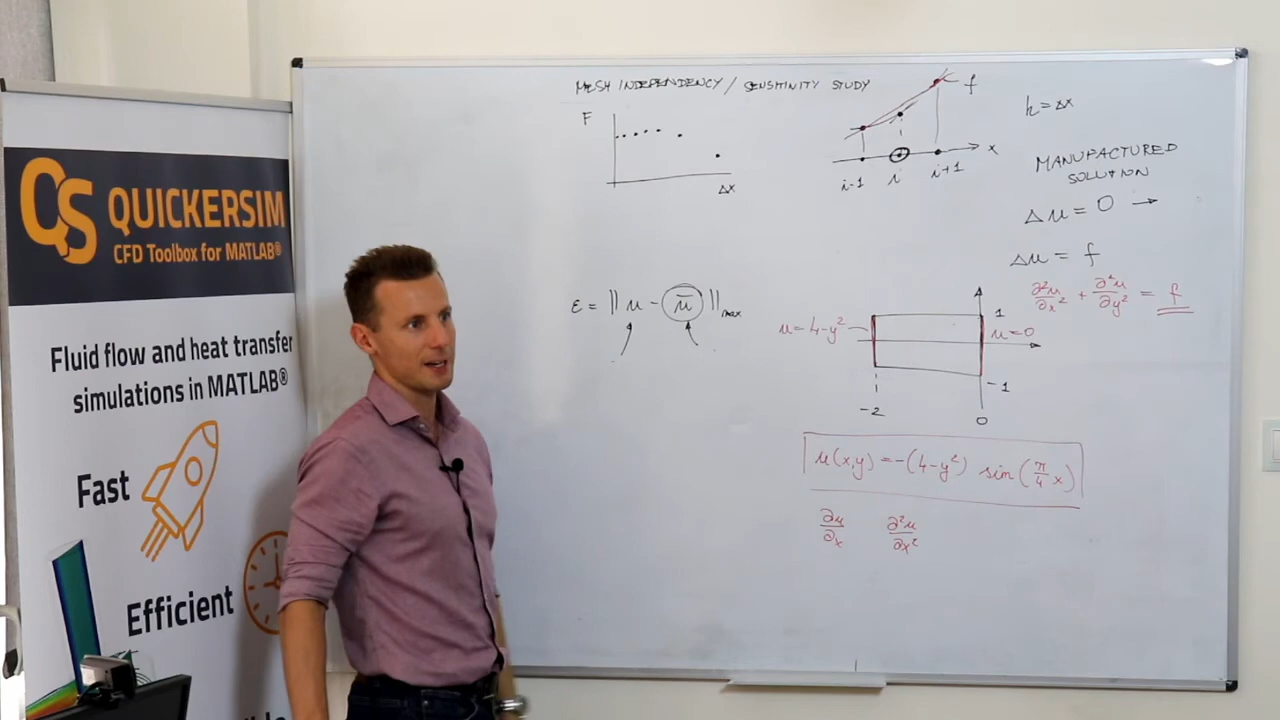 QS QUICKERSIM
CFD Toolbox for MATLAB®
Fluid flow and heat transfer
simulations in MATLAB®
Fast
Efficient
MESH INDEPENDENCY / SENSITINITY STUDY
F
Δx
f
x
i-1 i i+1
h = Δx
MANUFACTURED
SOLUTION
Δu = 0 →
Δu = f
∂²u/∂x² + ∂²u/∂y² = f
ε = || u - ū ||max
u = 4-y²
1
u=0
-1
-2
0
u(x,y) = -(4-y²) sin(π/4 x)
∂u/∂x ∂²u/∂x²